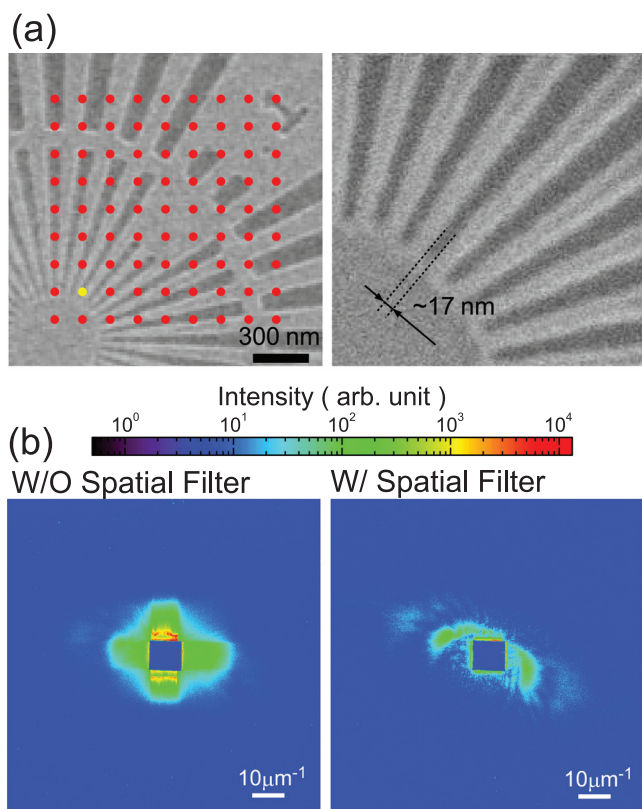 (a)
300 nm
~17 nm
Intensity ( arb. unit )
10⁰ 10¹ 10² 10³ 10⁴
(b)
W/O Spatial Filter W/ Spatial Filter
10μm⁻¹ 10μm⁻¹